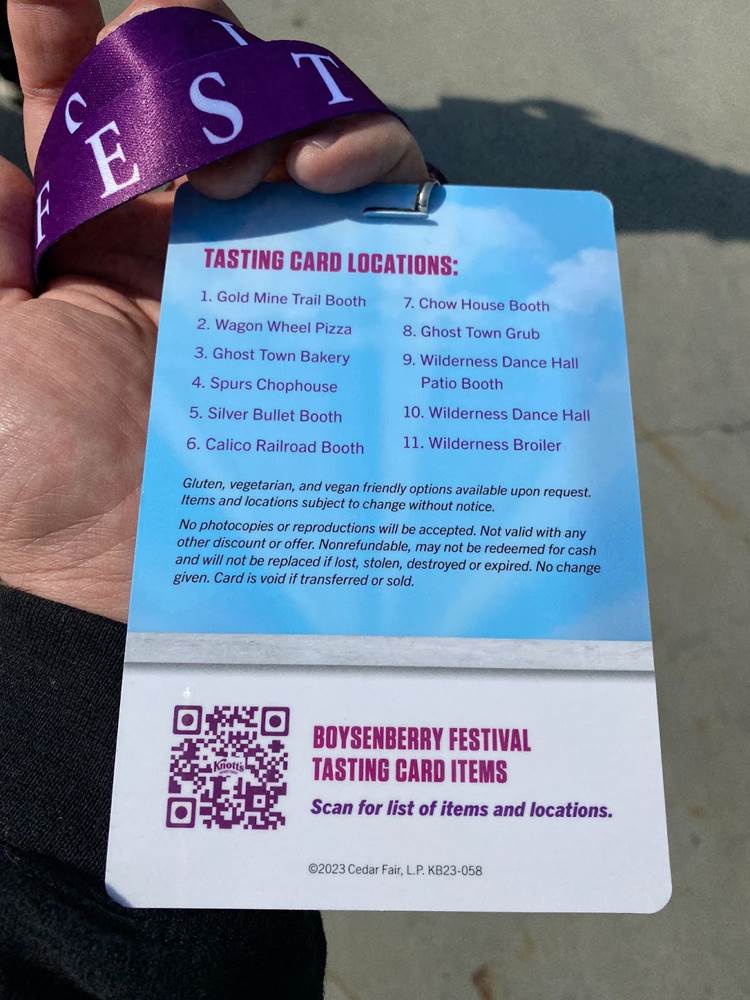 FEST
TASTING CARD LOCATIONS:
1. Gold Mine Trail Booth
2. Wagon Wheel Pizza
3. Ghost Town Bakery
4. Spurs Chophouse
5. Silver Bullet Booth
6. Calico Railroad Booth
7. Chow House Booth
8. Ghost Town Grub
9. Wilderness Dance Hall
Patio Booth
10. Wilderness Dance Hall
11. Wilderness Broiler
Gluten, vegetarian, and vegan friendly options available upon request.
Items and locations subject to change without notice.
No photocopies or reproductions will be accepted. Not valid with any
other discount or offer. Nonrefundable, may not be redeemed for cash
and will not be replaced if lost, stolen, destroyed or expired. No change
given. Card is void if transferred or sold.
Knott's
BOYSENBERRY FESTIVAL
TASTING CARD ITEMS
Scan for list of items and locations.
©2023 Cedar Fair, L.P. KB23-058